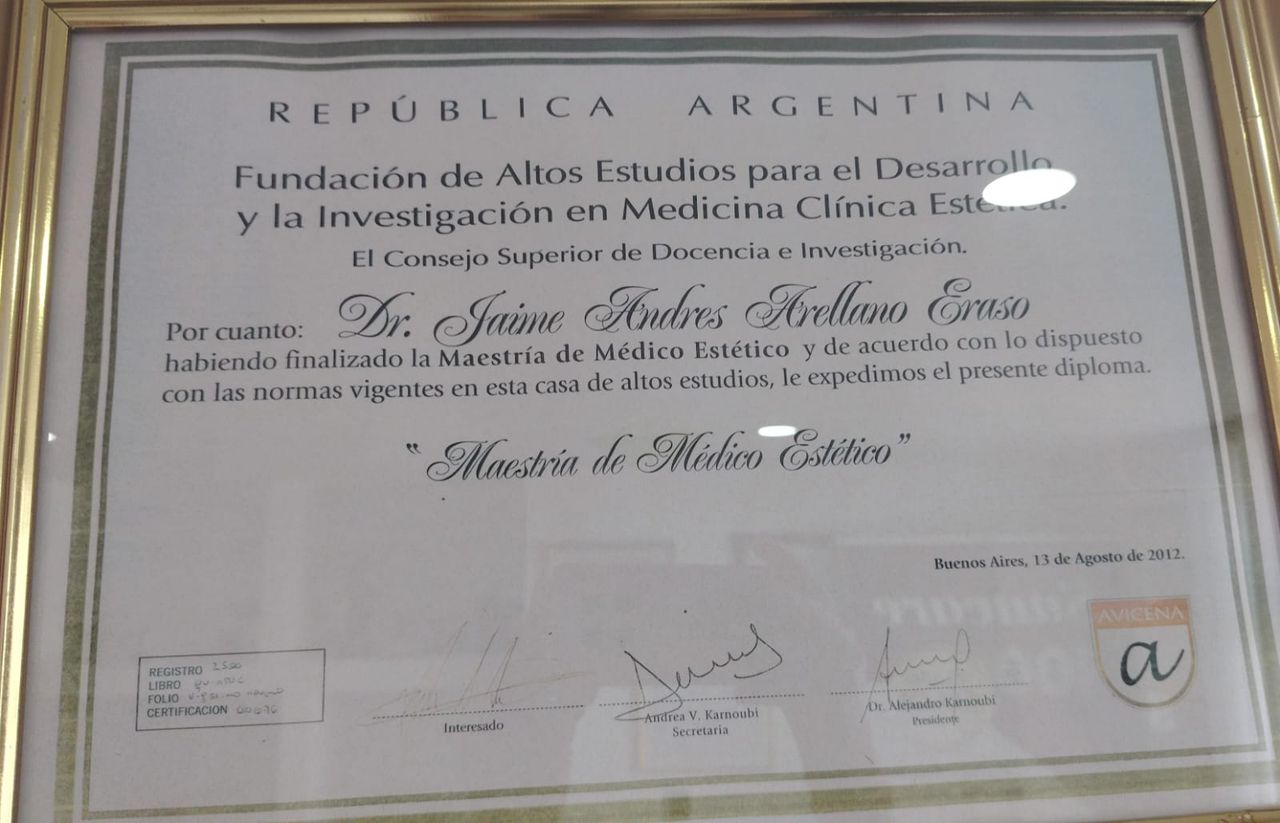 REPÚBLICA ARGENTINA
Fundación de Altos Estudios para el Desarrollo
y la Investigación en Medicina Clínica Estética.
El Consejo Superior de Docencia e Investigación.
Por cuanto: Dr. Jaime Andres Arellano Eraso
habiendo finalizado la Maestría de Médico Estético y de acuerdo con lo dispuesto
con las normas vigentes en esta casa de altos estudios, le expedimos el presente diploma.
“Maestría de Médico Estético”
Buenos Aires, 13 de Agosto de 2012.
REGISTRO 2500
LIBRO
FOLIO
CERTIFICACION
Interesado
Andrea V. Karnoubi
Secretaria
Dr. Alejandro Karnoubi
Presidente
AVICENA
a